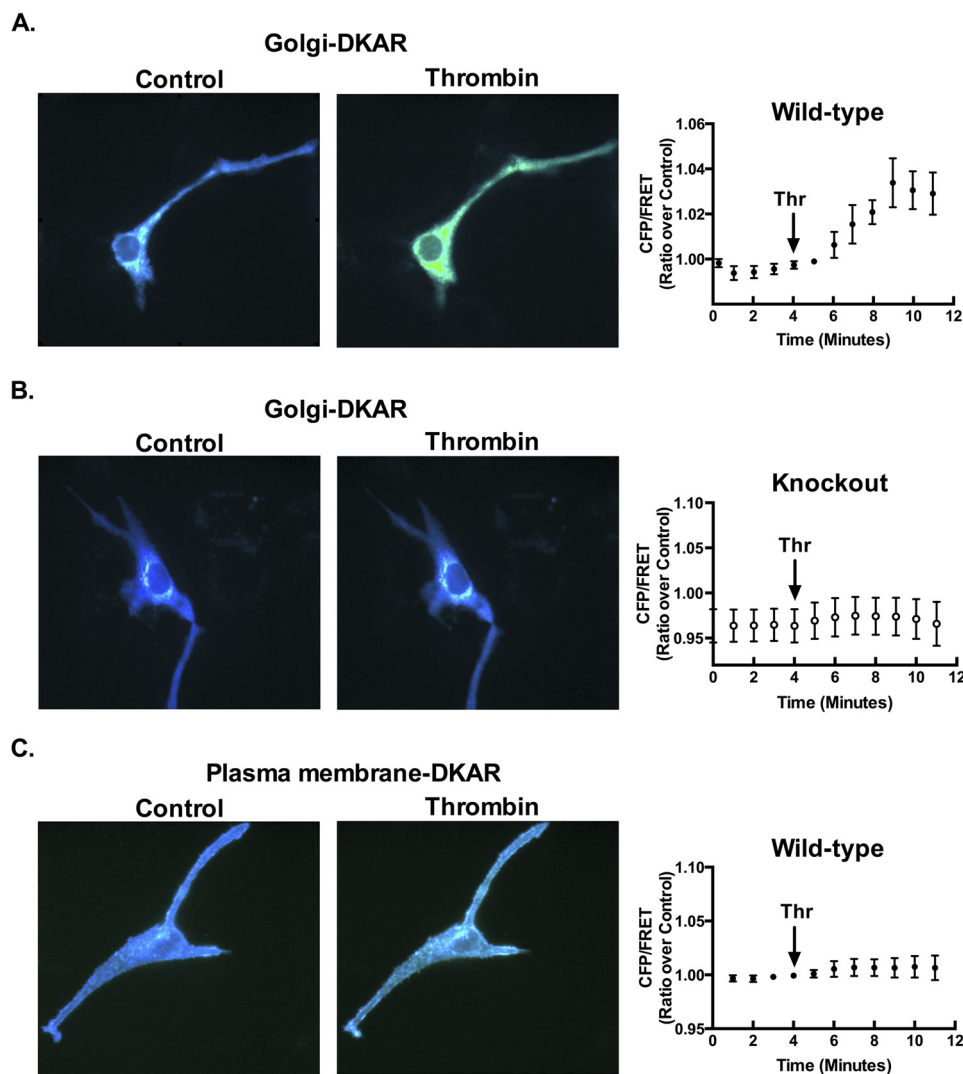 A.
Golgi-DKAR
Control
Thrombin
Wild-type
CFP/FRET
(Ratio over Control)
1.06
1.04
1.02
1.00
Thr
0 2 4 6 8 10 12
Time (Minutes)
B.
Golgi-DKAR
Control
Thrombin
Knockout
CFP/FRET
(Ratio over Control)
1.10
1.05
1.00
0.95
Thr
0 2 4 6 8 10 12
Time (Minutes)
C.
Plasma membrane-DKAR
Control
Thrombin
Wild-type
CFP/FRET
(Ratio over Control)
1.10
1.05
1.00
0.95
Thr
0 2 4 6 8 10 12
Time (Minutes)